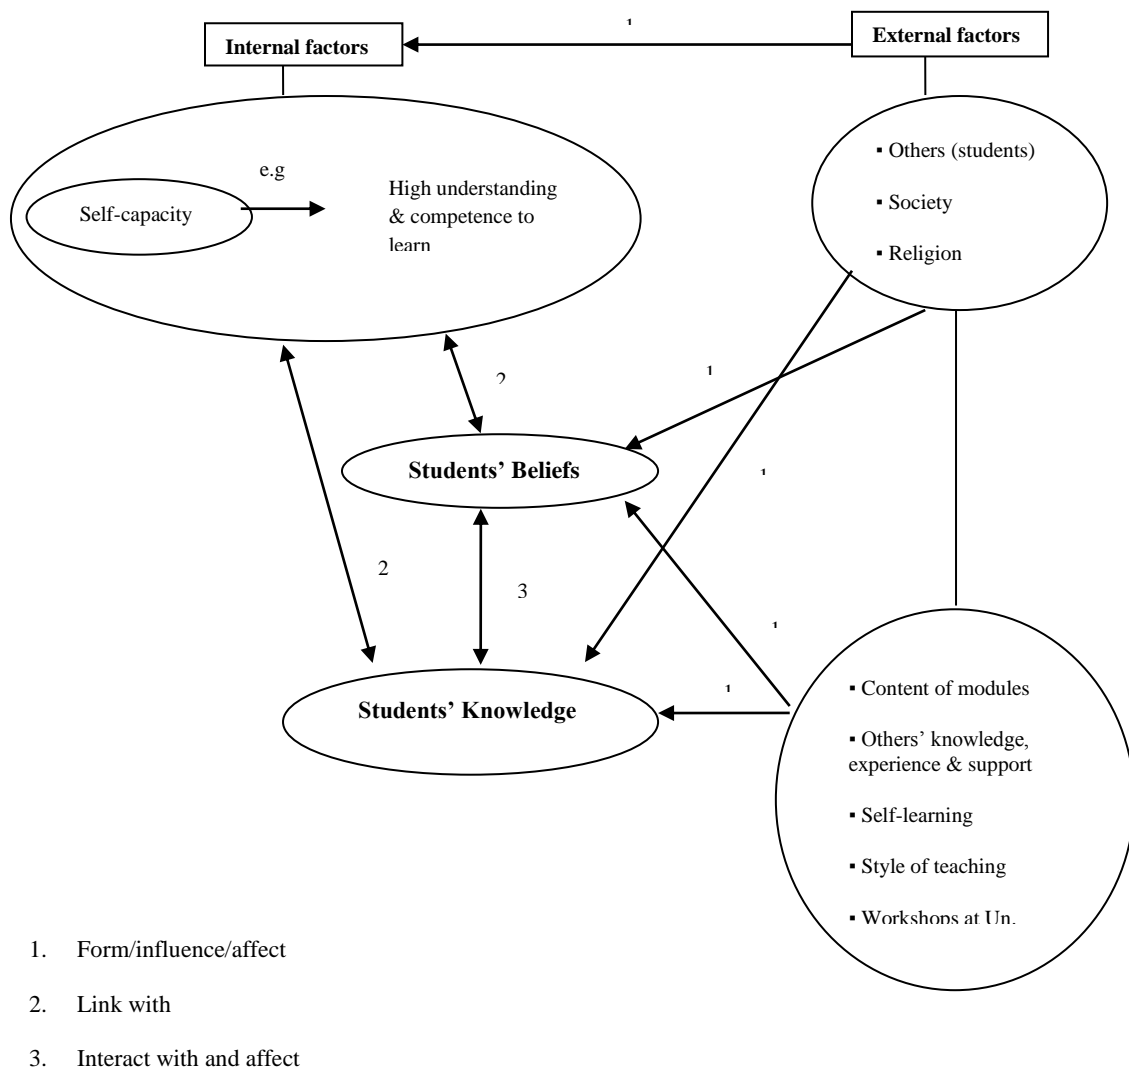 1
Internal factors
External factors
e.g
Self-capacity
High understanding
& competence to
learn
▪ Others (students)
▪ Society
▪ Religion
2
1
1
Students' Beliefs
2
3
1
1
Students' Knowledge
▪ Content of modules
▪ Others' knowledge,
experience & support
▪ Self-learning
▪ Style of teaching
▪ Workshops at Un.
1. Form/influence/affect
2. Link with
3. Interact with and affect